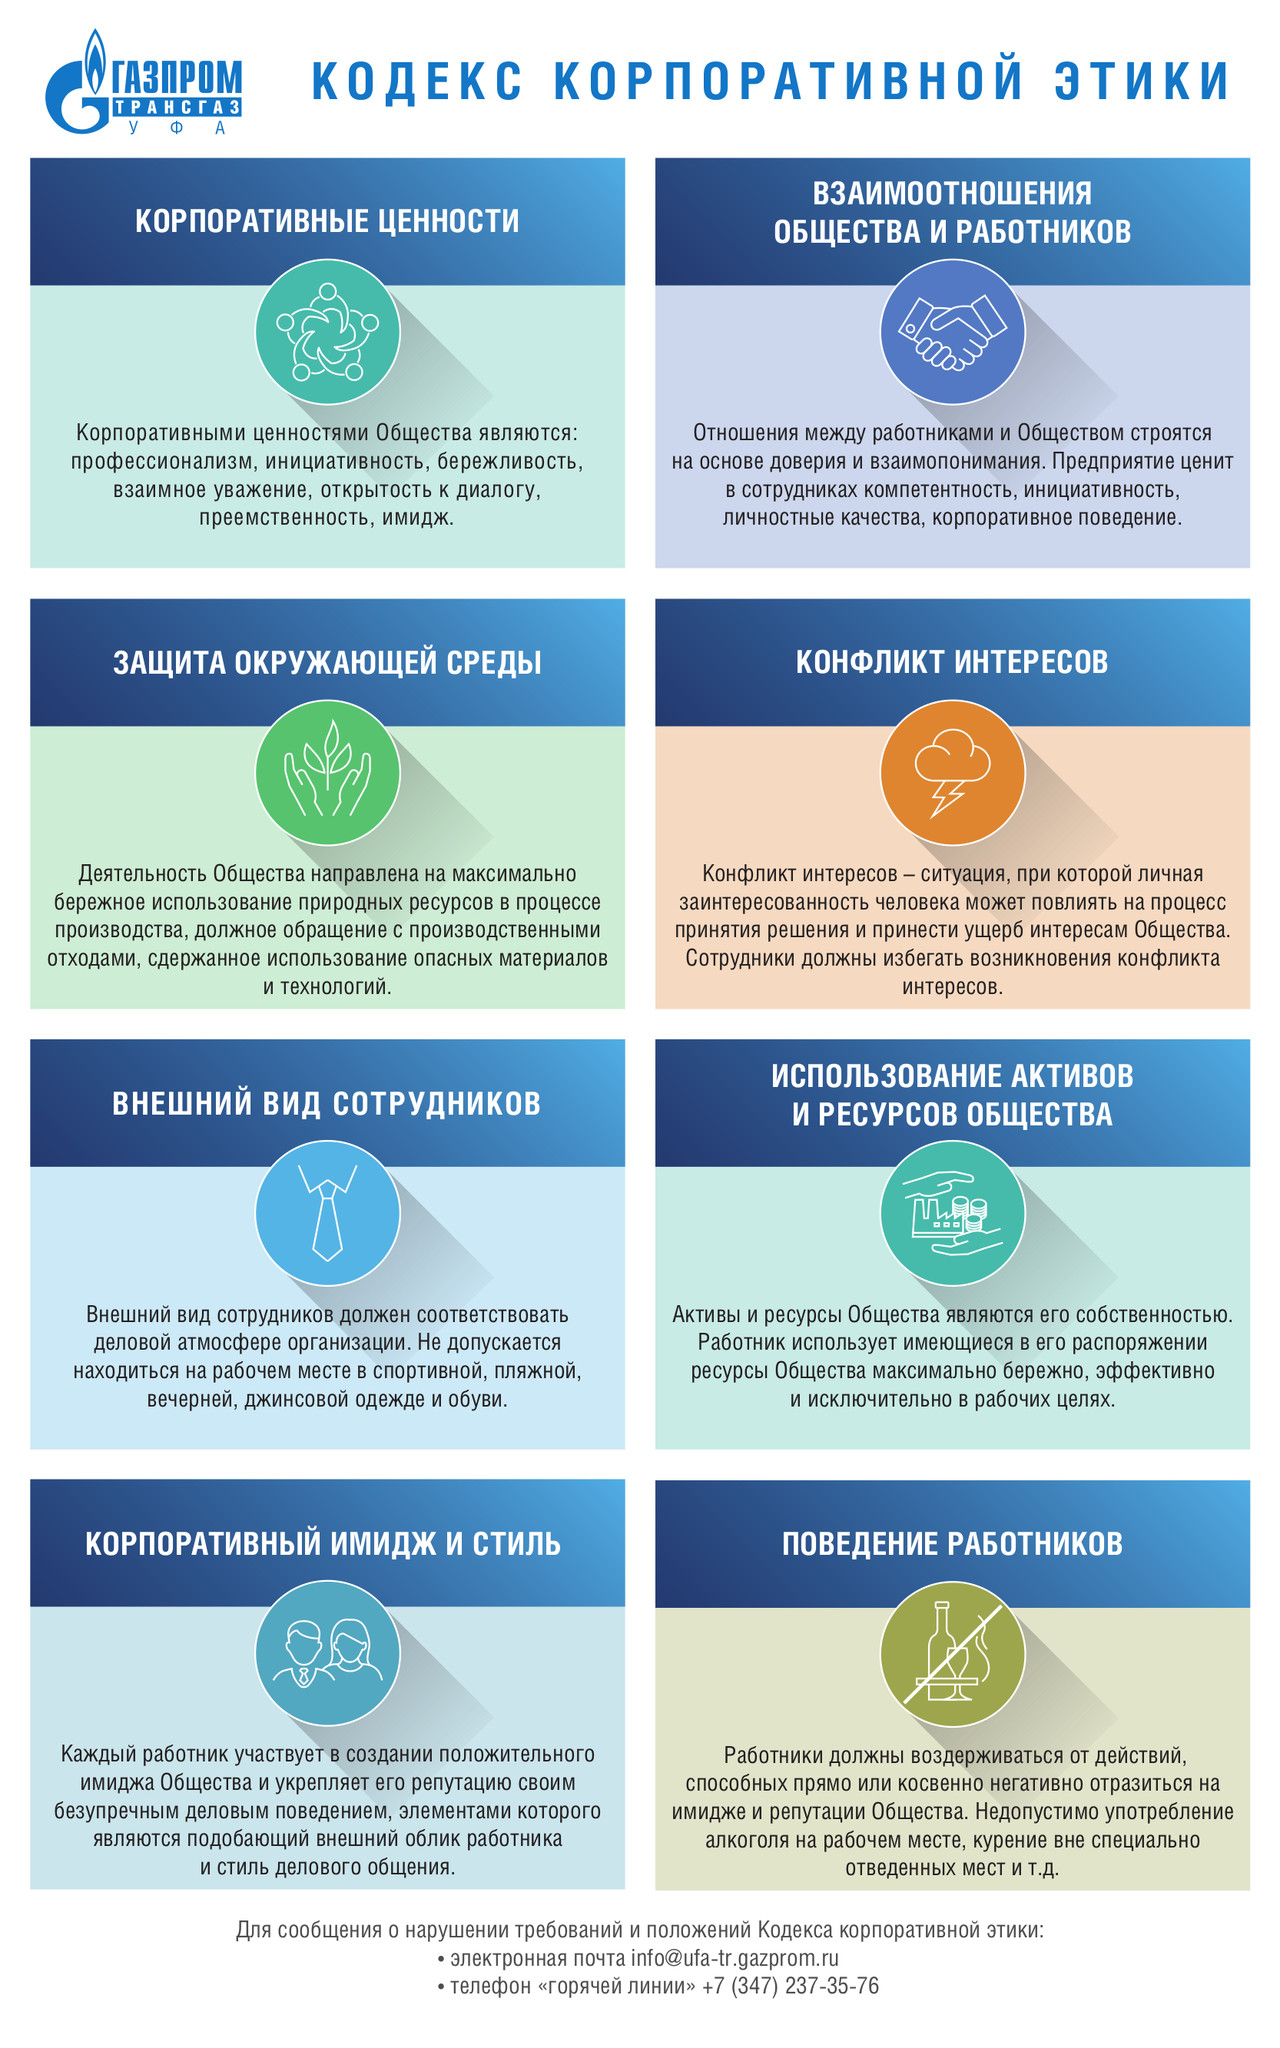 ГАЗПРОМ
ТРАНСГАЗ
УФА
КОДЕКС КОРПОРАТИВНОЙ ЭТИКИ
КОРПОРАТИВНЫЕ ЦЕННОСТИ
Корпоративными ценностями Общества являются:
профессионализм, инициативность, бережливость,
взаимное уважение, открытость к диалогу,
преемственность, имидж.
ВЗАИМООТНОШЕНИЯ
ОБЩЕСТВА И РАБОТНИКОВ
Отношения между работниками и Обществом строятся
на основе доверия и взаимопонимания. Предприятие ценит
в сотрудниках компетентность, инициативность,
личностные качества, корпоративное поведение.
ЗАЩИТА ОКРУЖАЮЩЕЙ СРЕДЫ
Деятельность Общества направлена на максимально
бережное использование природных ресурсов в процессе
производства, должное обращение с производственными
отходами, сдержанное использование опасных материалов
и технологий.
КОНФЛИКТ ИНТЕРЕСОВ
Конфликт интересов – ситуация, при которой личная
заинтересованность человека может повлиять на процесс
принятия решения и принести ущерб интересам Общества.
Сотрудники должны избегать возникновения конфликта
интересов.
ВНЕШНИЙ ВИД СОТРУДНИКОВ
Внешний вид сотрудников должен соответствовать
деловой атмосфере организации. Не допускается
находиться на рабочем месте в спортивной, пляжной,
вечерней, джинсовой одежде и обуви.
ИСПОЛЬЗОВАНИЕ АКТИВОВ
И РЕСУРСОВ ОБЩЕСТВА
Активы и ресурсы Общества являются его собственностью.
Работник использует имеющиеся в его распоряжении
ресурсы Общества максимально бережно, эффективно
и исключительно в рабочих целях.
КОРПОРАТИВНЫЙ ИМИДЖ И СТИЛЬ
Каждый работник участвует в создании положительного
имиджа Общества и укрепляет его репутацию своим
безупречным деловым поведением, элементами которого
являются подобающий внешний облик работника
и стиль делового общения.
ПОВЕДЕНИЕ РАБОТНИКОВ
Работники должны воздерживаться от действий,
способных прямо или косвенно негативно отразиться на
имидже и репутации Общества. Недопустимо употребление
алкоголя на рабочем месте, курение вне специально
отведенных мест и т.д.
Для сообщения о нарушении требований и положений Кодекса корпоративной этики:
• электронная почта info@ufa-tr.gazprom.ru
• телефон «горячей линии» +7 (347) 237-35-76